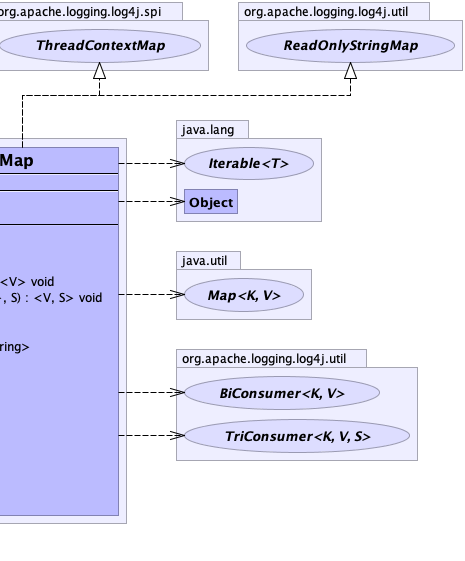 org.apache.logging.log4j.spi
org.apache.logging.log4j.util
ThreadContextMap
ReadOnlyStringMap
java.lang
Map
Iterable<T>
Object
java.util
<V> void
Map<K, V>
, S) : <V, S> void
ring>
org.apache.logging.log4j.util
BiConsumer<K, V>
TriConsumer<K, V, S>